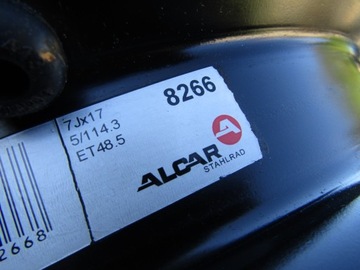 7Jx17
5/114.3
ET48.5
8266
ALCAR
STAHLRAD
2668